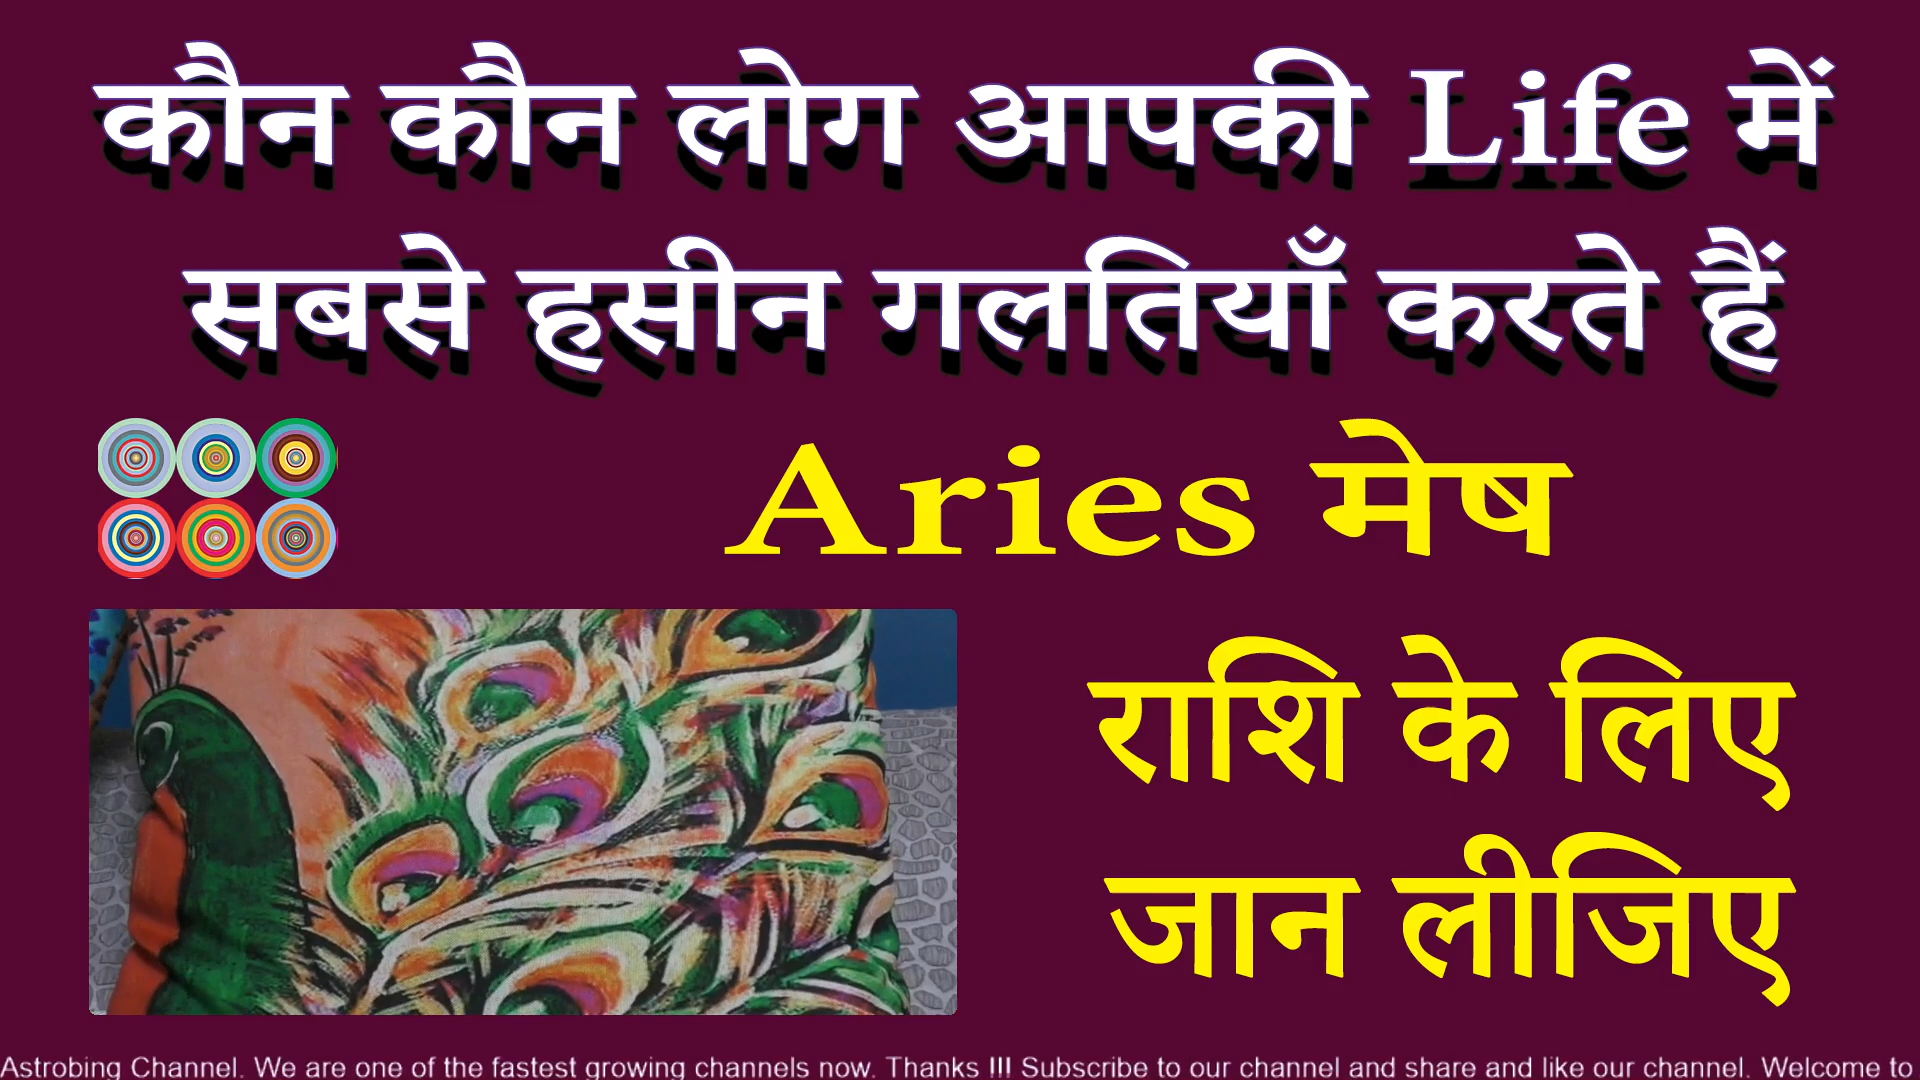 कौन कौन लोग आपकी Life में
सबसे हसीन गलतियाँ करते हैं
Aries मेष
राशि के लिए
जान लीजिए
Astrobing Channel. We are one of the fastest growing channels now. Thanks !!! Subscribe to our channel and share and like our channel. Welcome to